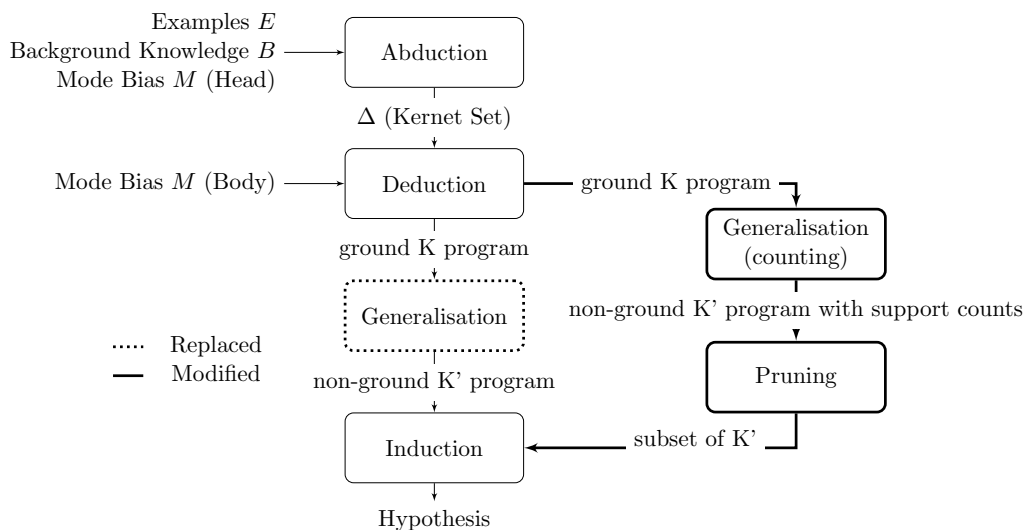 Examples E
Background Knowledge B
Mode Bias M (Head)
Abduction
Δ (Kernet Set)
Mode Bias M (Body)
Deduction
ground K program
ground K program
Generalisation
(counting)
non-ground K' program with support counts
Generalisation
Replaced
Modified
non-ground K' program
Pruning
subset of K'
Induction
Hypothesis